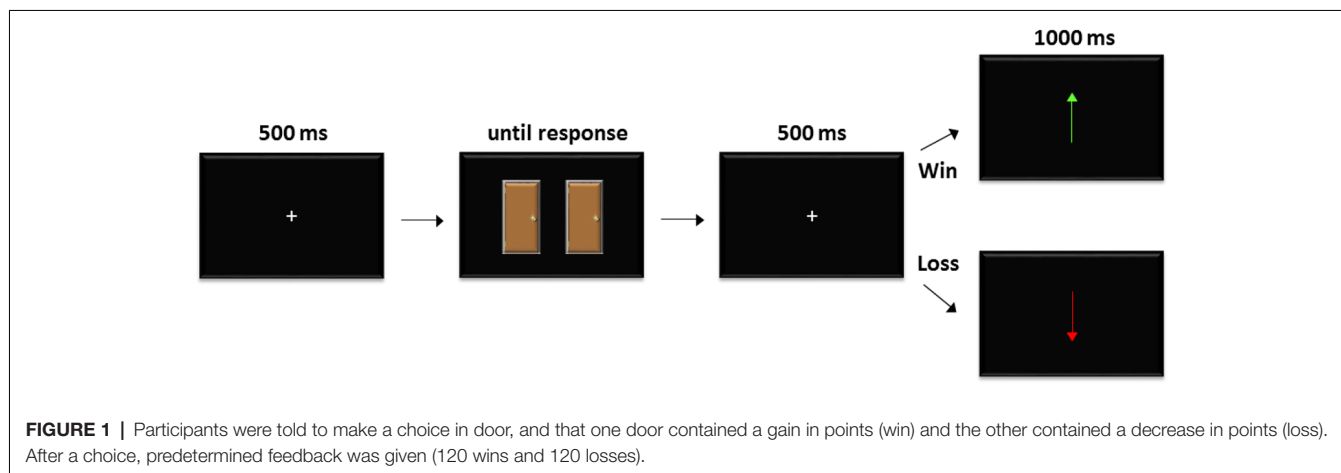 500 ms
until response
500 ms
1000 ms
Win
Loss
FIGURE 1 | Participants were told to make a choice in door, and that one door contained a gain in points (win) and the other contained a decrease in points (loss).
After a choice, predetermined feedback was given (120 wins and 120 losses).